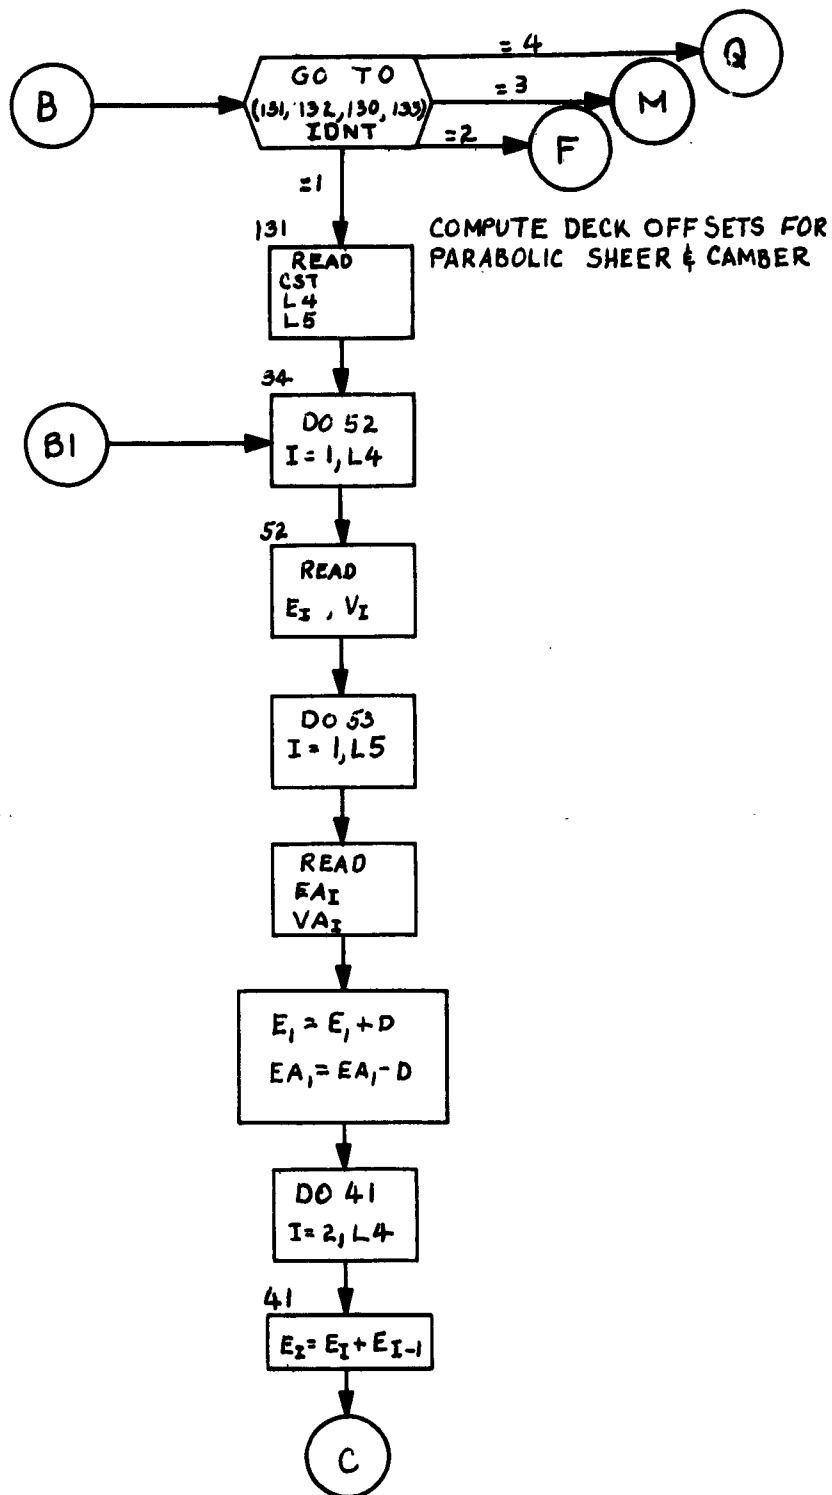 = 4
Q
GO TO
B
(131, 132, 130, 133)
IDNT
= 3
M
=2
F
=1
131
COMPUTE DECK OFFSETS FOR
PARABOLIC SHEER & CAMBER
READ
CST
L4
L5
34
B1
DO 52
I = 1, L4
52
READ
E_I , V_I
DO 53
I = 1, L5
READ
EA_I
VA_I
E_1 = E_1 + D
EA_1 = EA_1 - D
DO 41
I = 2, L4
41
E_I = E_I + E_I-1
C